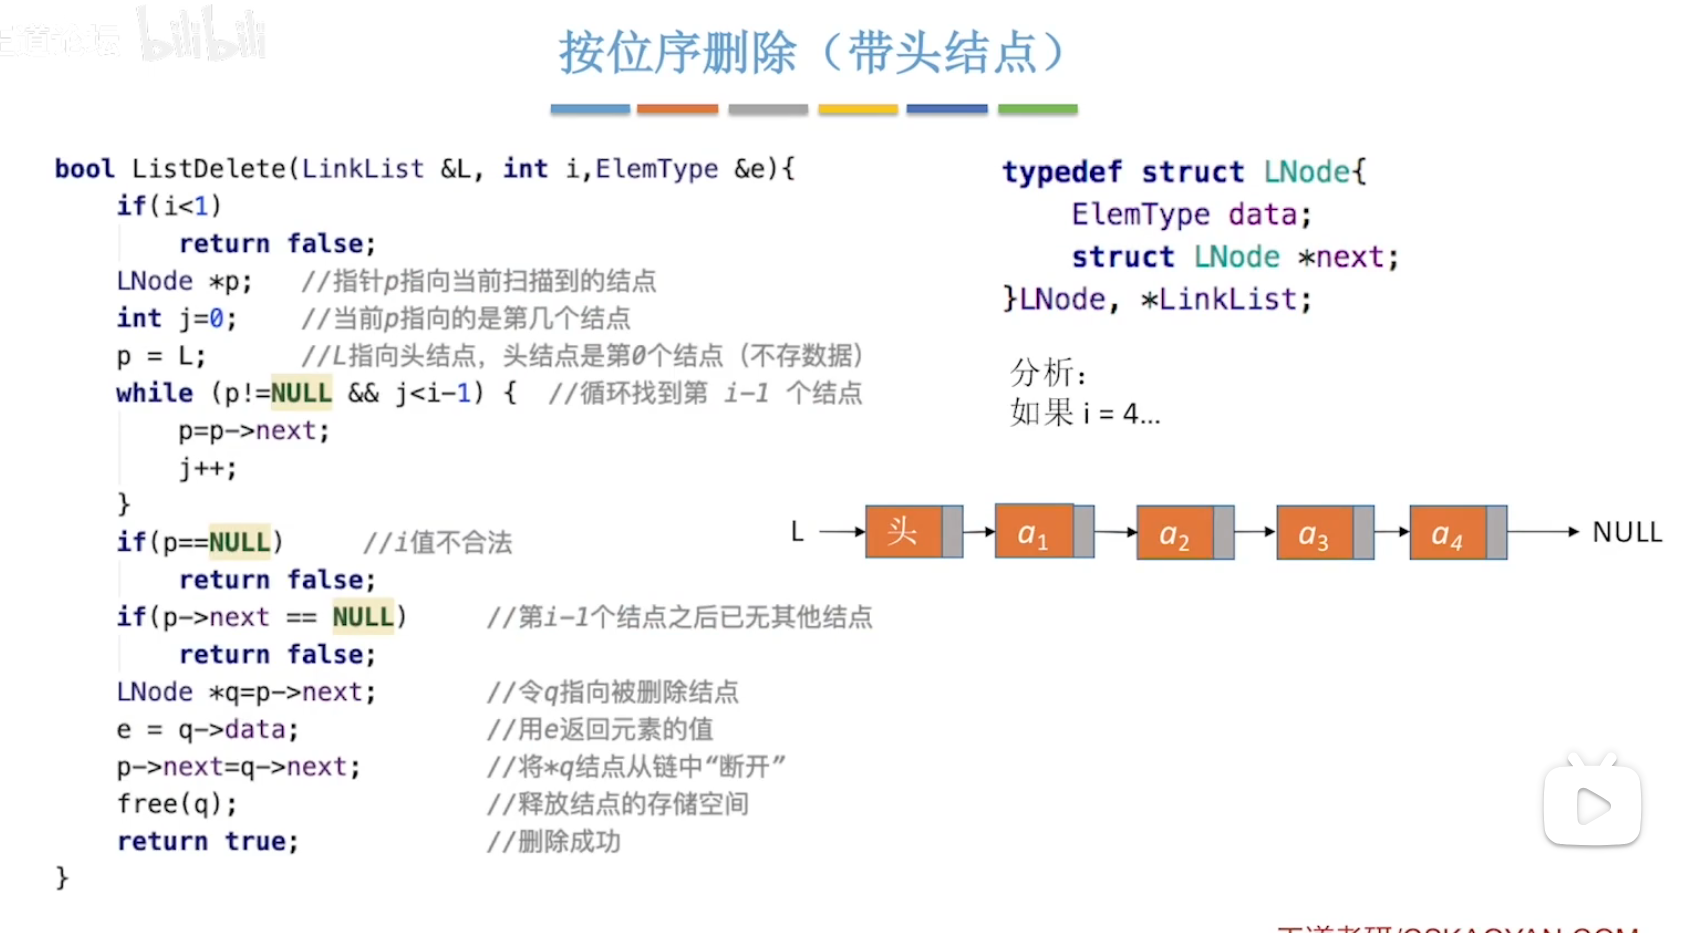 bilibili
按位序删除（带头结点）
bool ListDelete(LinkList &L, int i,ElemType &e){
if(i<1)
return false;
LNode *p; //指针p指向当前扫描到的结点
int j=0; //当前p指向的是第几个结点
p = L; //L指向头结点，头结点是第0个结点（不存数据）
while (p!=NULL && j<i-1) { //循环找到第 i-1 个结点
p=p->next;
j++;
}
if(p==NULL) //i值不合法
return false;
if(p->next == NULL) //第i-1个结点之后已无其他结点
return false;
LNode *q=p->next; //令q指向被删除结点
e = q->data; //用e返回元素的值
p->next=q->next; //将*q结点从链中“断开”
free(q); //释放结点的存储空间
return true; //删除成功
}
typedef struct LNode{
ElemType data;
struct LNode *next;
}LNode, *LinkList;
分析：
如果 i = 4...
L 头 a1 a2 a3 a4 NULL